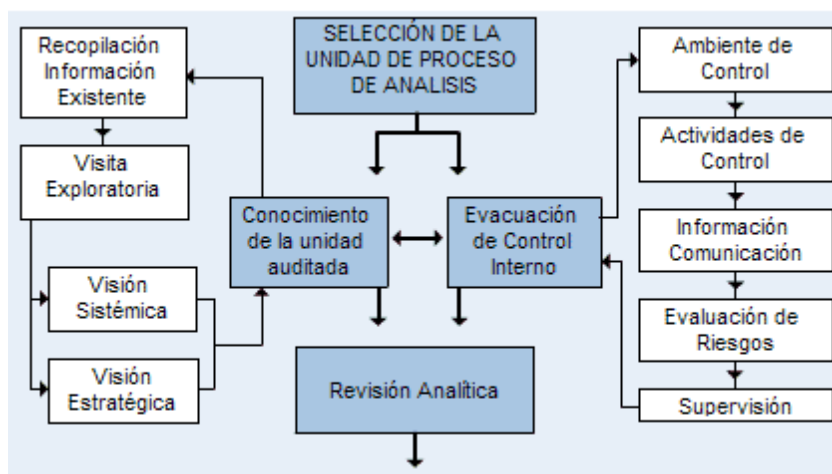 SELECCIÓN DE LA
UNIDAD DE PROCESO
DE ANALISIS
Recopilación
Información
Existente
Visita
Exploratoria
Visión
Sistémica
Visión
Estratégica
Conocimiento
de la unidad
auditada
Evacuación
de Control
Interno
Revisión Analítica
Ambiente de
Control
Actividades de
Control
Información
Comunicación
Evaluación de
Riesgos
Supervisión